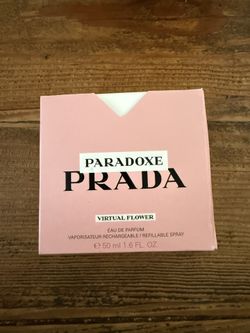 PARADOXE
PRADA
VIRTUAL FLOWER
EAU DE PARFUM
VAPORISATEUR RECHARGEABLE / REFILLABLE SPRAY
℮ 50 ml 1.6 FL. OZ.